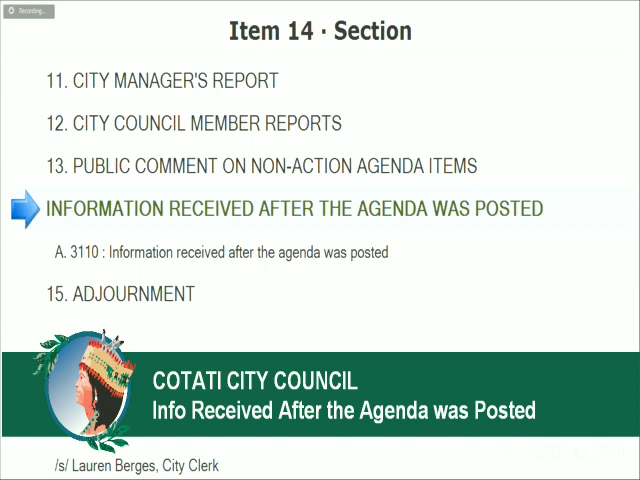 Recording...
Item 14 · Section
11. CITY MANAGER'S REPORT
12. CITY COUNCIL MEMBER REPORTS
13. PUBLIC COMMENT ON NON-ACTION AGENDA ITEMS
INFORMATION RECEIVED AFTER THE AGENDA WAS POSTED
A. 3110 : Information received after the agenda was posted
15. ADJOURNMENT
COTATI CITY COUNCIL
Info Received After the Agenda was Posted
/s/ Lauren Berges, City Clerk